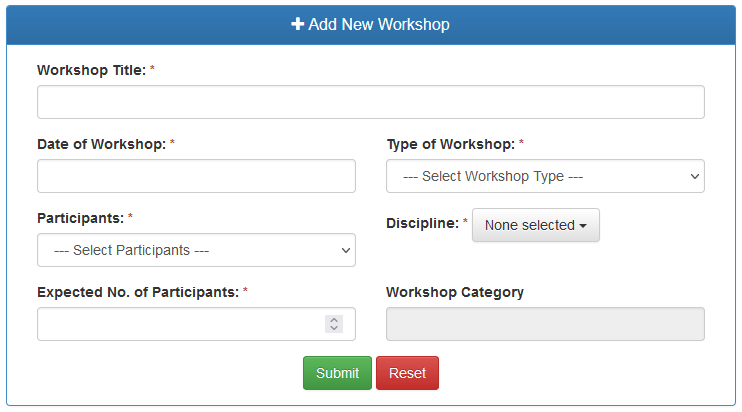 Add New Workshop
Workshop Title: *
Date of Workshop: *
Type of Workshop: *
--- Select Workshop Type ---
Participants: *
--- Select Participants ---
Discipline: *
None selected
Expected No. of Participants: *
Workshop Category
Submit
Reset